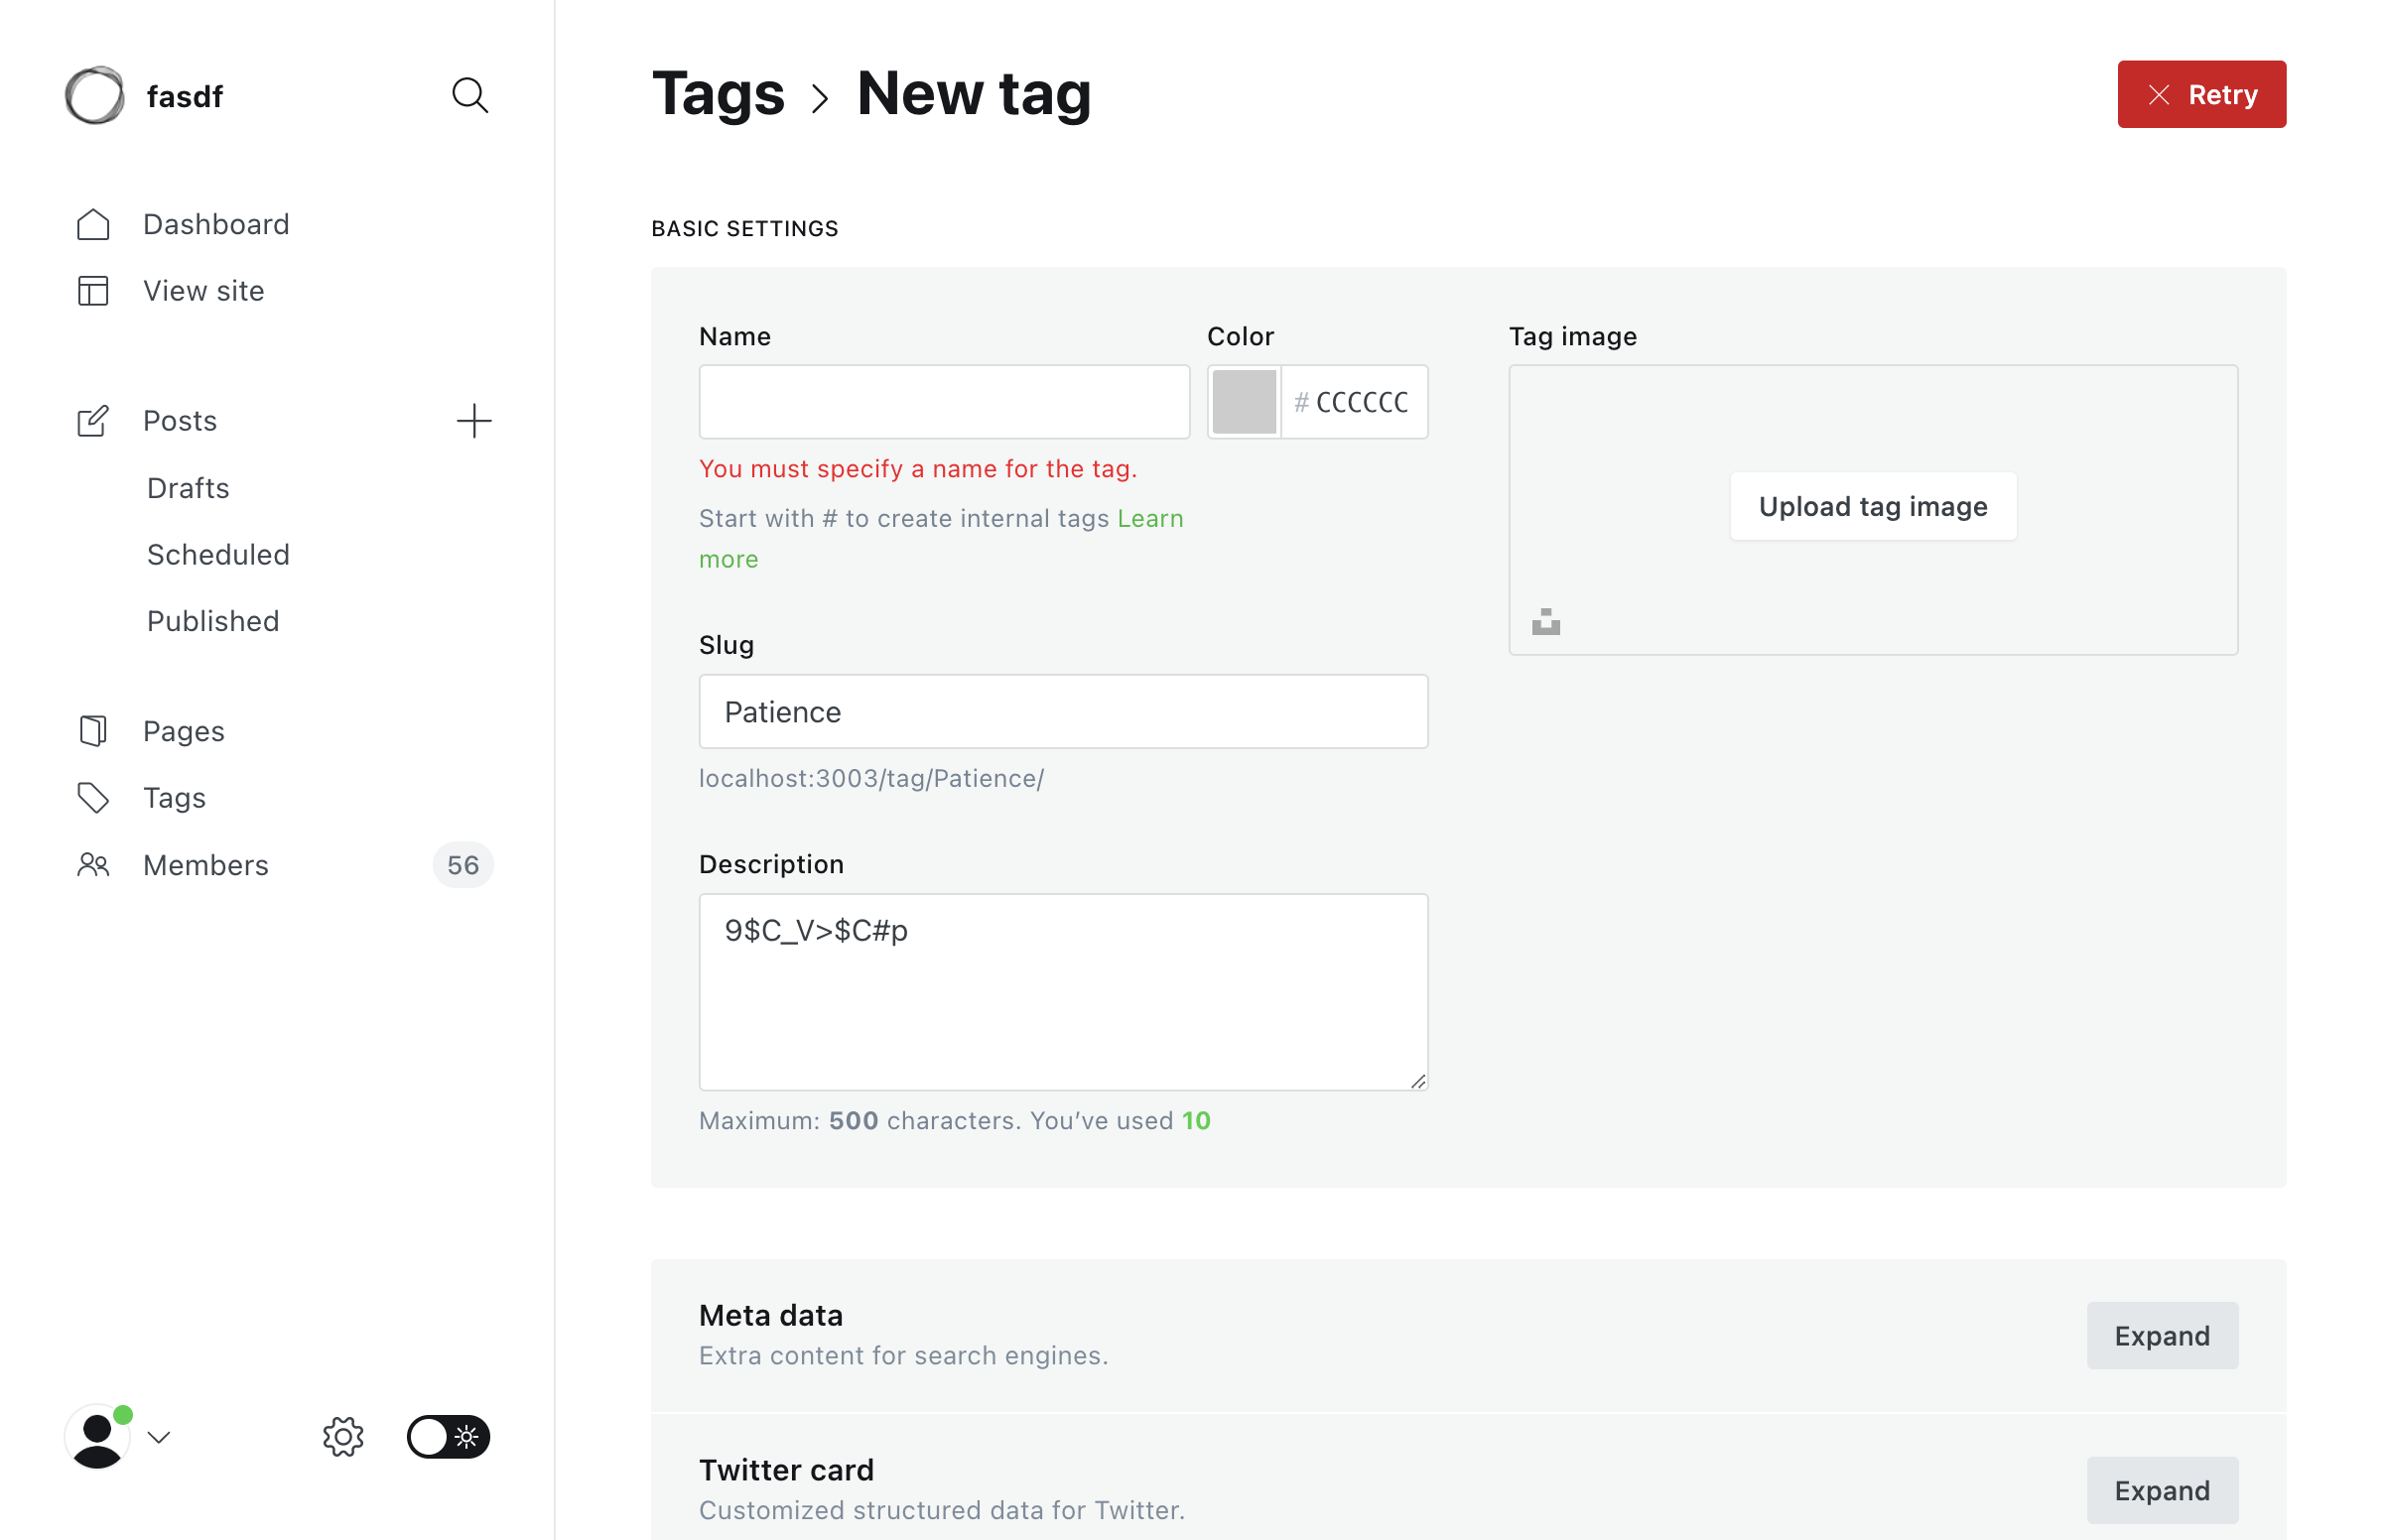 fasdf
Dashboard
View site
Posts
Drafts
Scheduled
Published
Pages
Tags
Members
56
Tags › New tag
Retry
BASIC SETTINGS
Name
You must specify a name for the tag.
Start with # to create internal tags Learn
more
Color
# CCCCCC
Slug
Patience
localhost:3003/tag/Patience/
Description
9$C_V>$C#p
Maximum: 500 characters. You’ve used 10
Tag image
Upload tag image
Meta data
Extra content for search engines.
Expand
Twitter card
Customized structured data for Twitter.
Expand